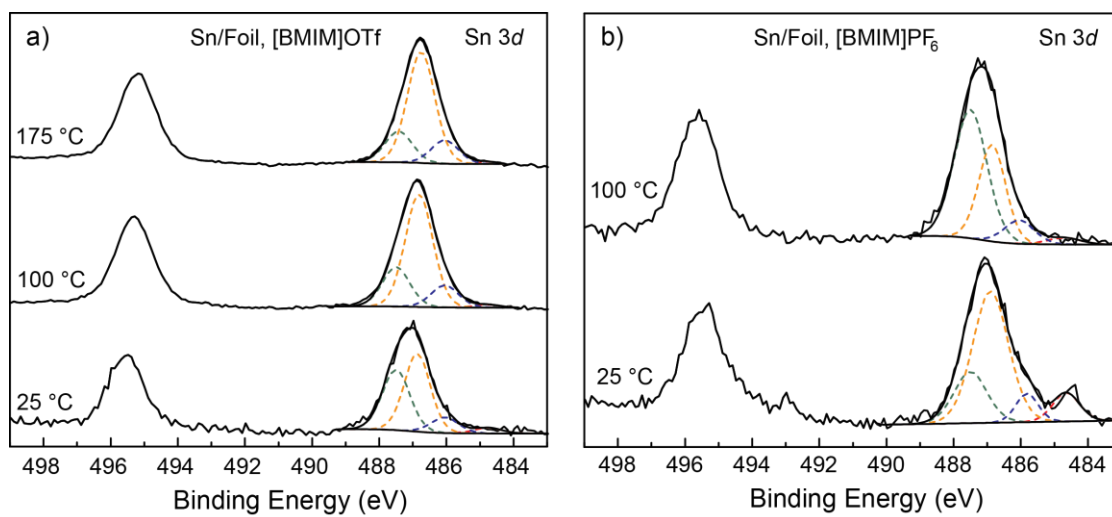 a) Sn/Foil, [BMIM]OTf Sn 3d
175 °C
100 °C
25 °C
498 496 494 492 490 488 486 484
Binding Energy (eV)
b) Sn/Foil, [BMIM]PF₆ Sn 3d
100 °C
25 °C
498 496 494 492 490 488 486 484
Binding Energy (eV)